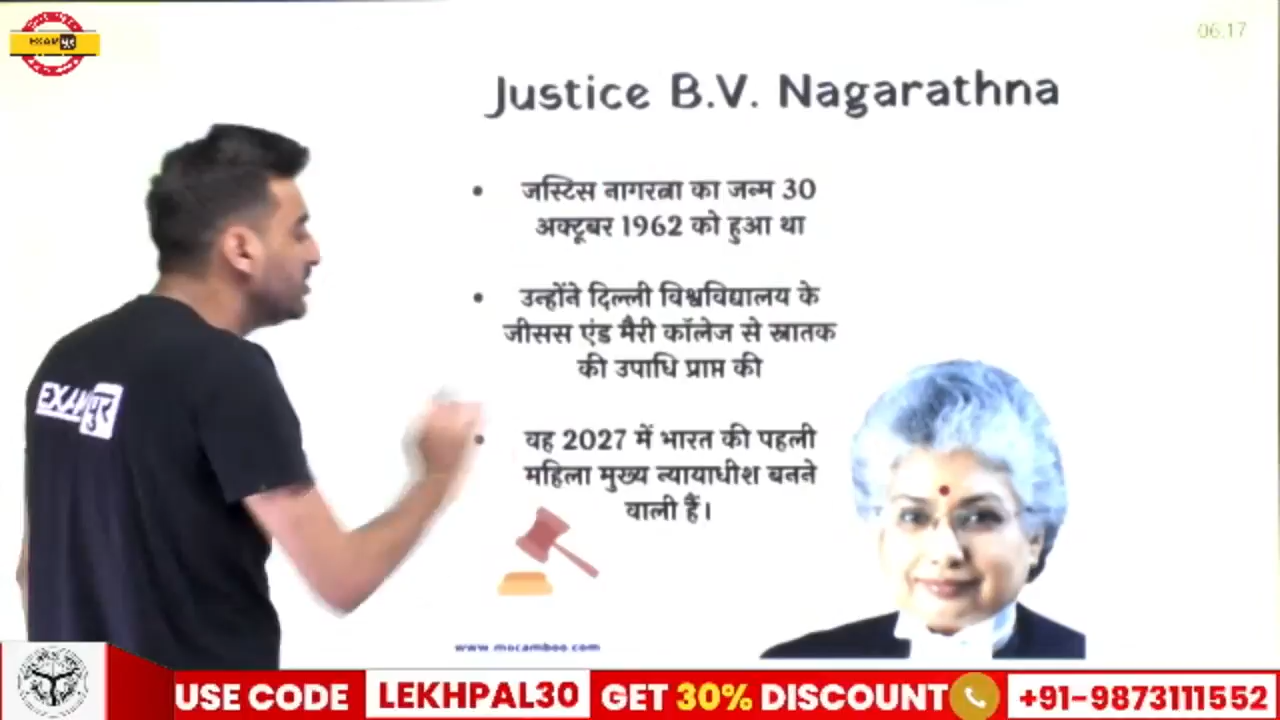 EXAMपुर
06.17
Justice B.V. Nagarathna
• जस्टिस नागरत्ना का जन्म 30
अक्टूबर 1962 को हुआ था
• उन्होंने दिल्ली विश्वविद्यालय के
जीसस एंड मैरी कॉलेज से स्नातक
की उपाधि प्राप्त की
• वह 2027 में भारत की पहली
महिला मुख्य न्यायाधीश बनने
वाली हैं।
EXAMपुर
www.mocamboo.com
USE CODE LEKHPAL30 GET 30% DISCOUNT +91-9873111552